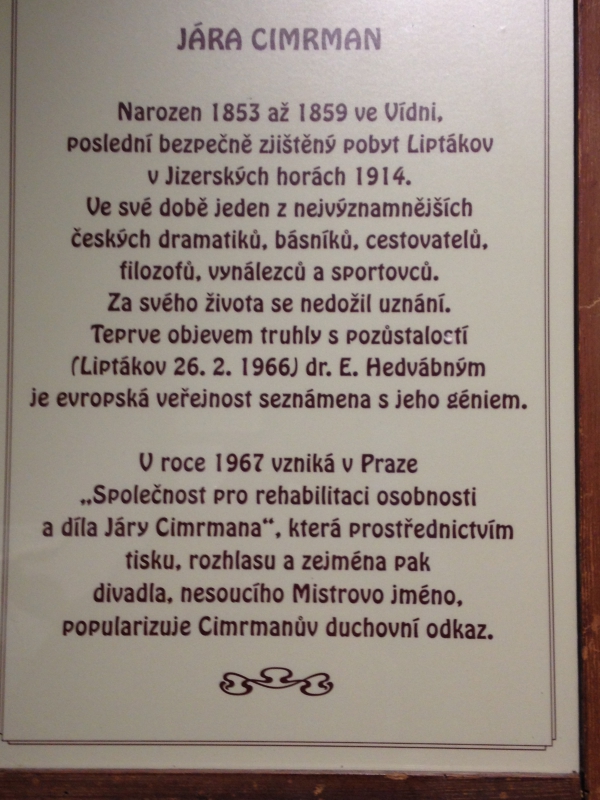 JÁRA CIMRMAN
Narozen 1853 až 1859 ve Vídni,
poslední bezpečně zjištěný pobyt Liptákov
v Jizerských horách 1914.
Ve své době jeden z nejvýznamnějších
českých dramatiků, básníků, cestovatelů,
filozofů, vynálezců a sportovců.
Za svého života se nedožil uznání.
Teprve objevem truhly s pozůstalostí
(Liptákov 26. 2. 1966) dr. E. Hedvábným
je evropská veřejnost seznámena s jeho géniem.
V roce 1967 vzniká v Praze
„Společnost pro rehabilitaci osobnosti
a díla Járy Cimrmana“, která prostřednictvím
tisku, rozhlasu a zejména pak
divadla, nesoucího Mistrovo jméno,
popularizuje Cimrmanův duchovní odkaz.